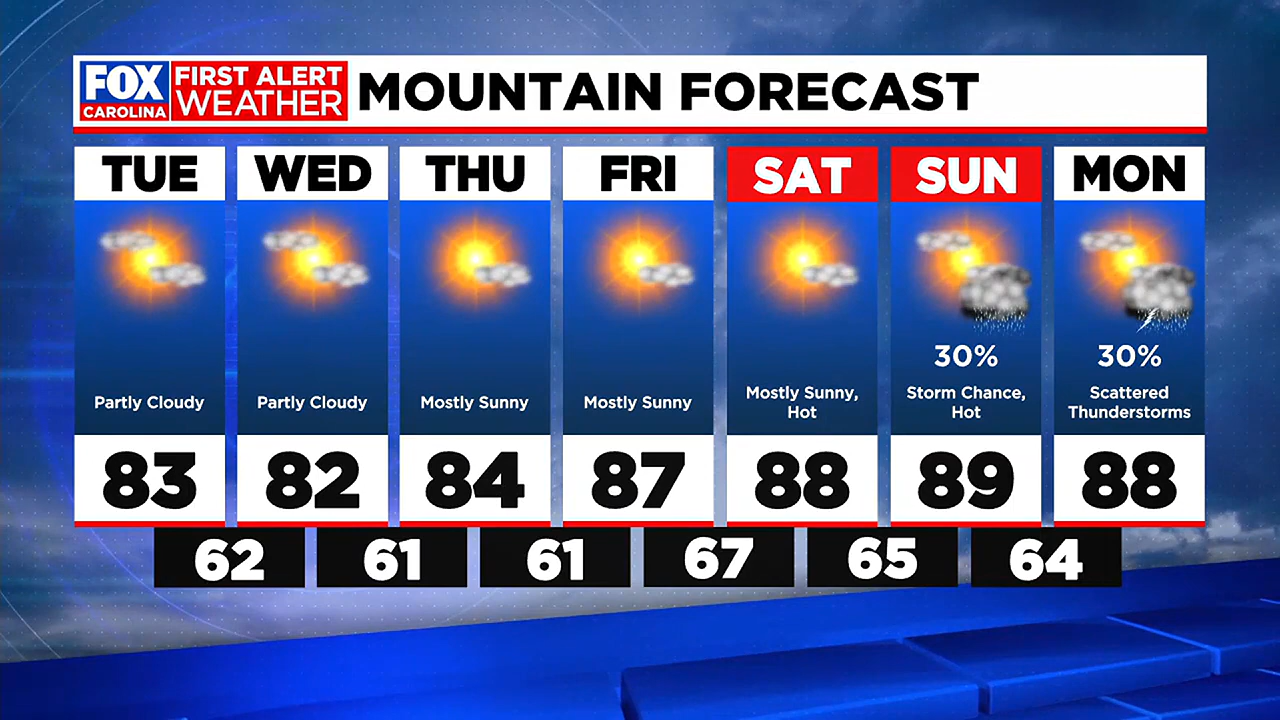 FOX
CAROLINA
FIRST ALERT
WEATHER
MOUNTAIN FORECAST
TUE
WED
THU
FRI
SAT
SUN
MON
30%
30%
Partly Cloudy
Partly Cloudy
Mostly Sunny
Mostly Sunny
Mostly Sunny,
Hot
Storm Chance,
Hot
Scattered
Thunderstorms
83
82
84
87
88
89
88
62
61
61
67
65
64